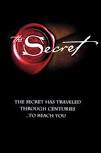 the Secret
THE SECRET HAS TRAVELED
THROUGH CENTURIES
...TO REACH YOU